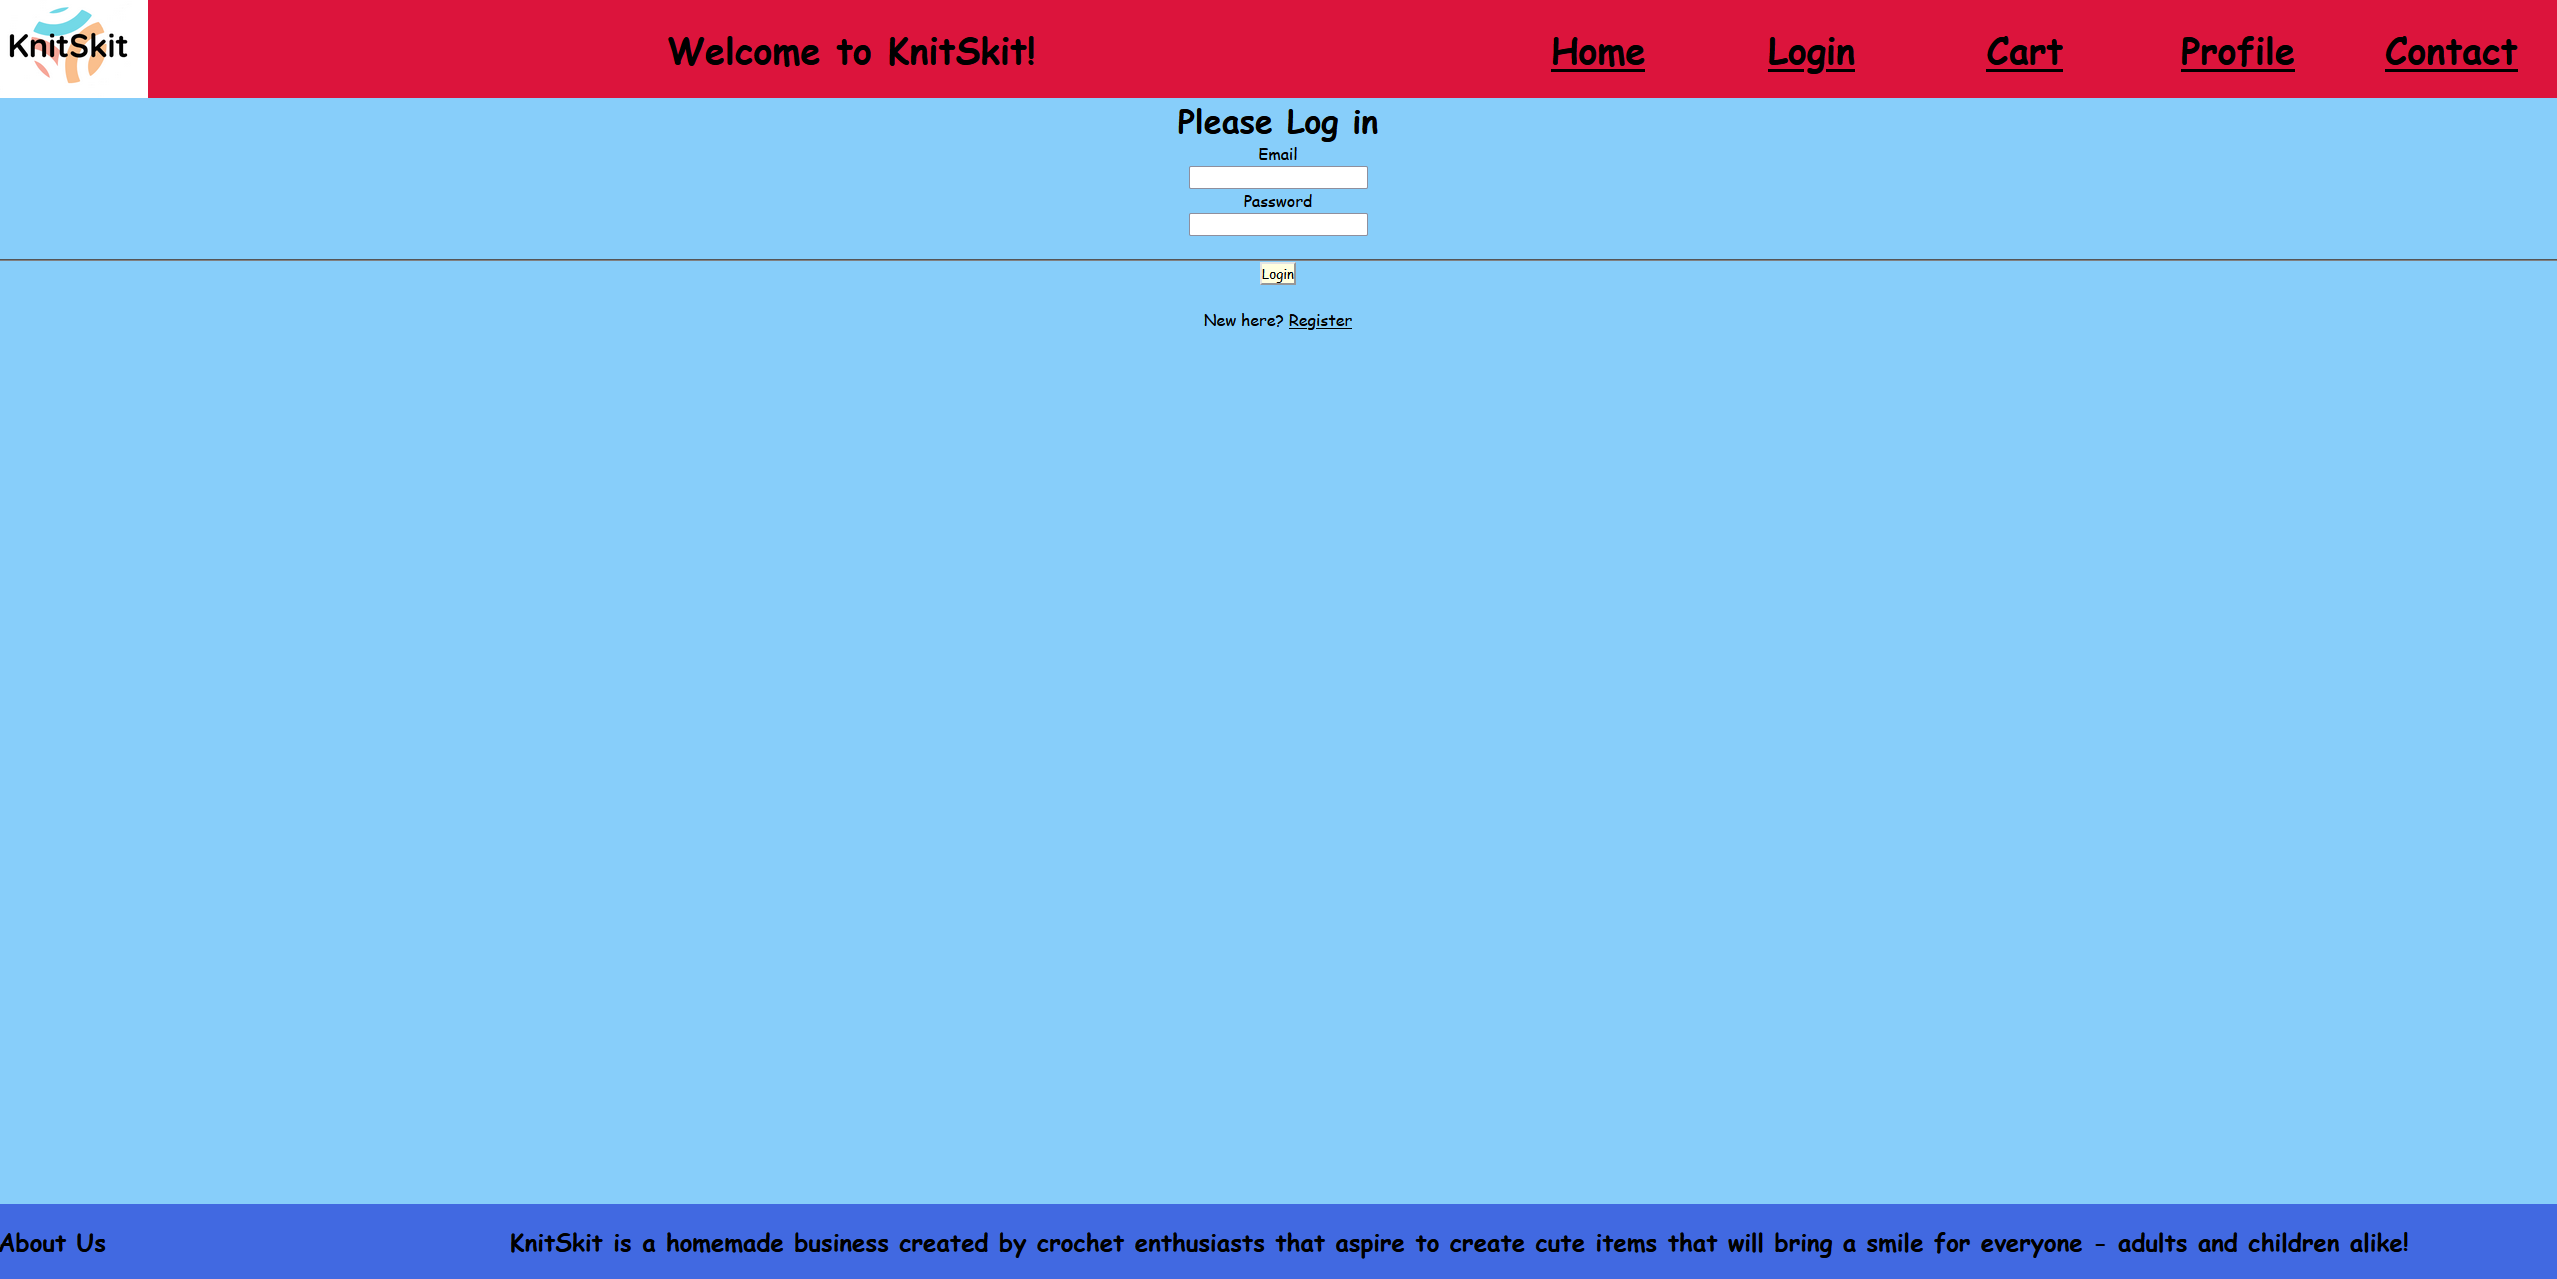 KnitSkit
Welcome to KnitSkit!
Home
Login
Cart
Profile
Contact
Please Log in
Email
Password
Login
New here? Register
About Us
KnitSkit is a homemade business created by crochet enthusiasts that aspire to create cute items that will bring a smile for everyone - adults and children alike!